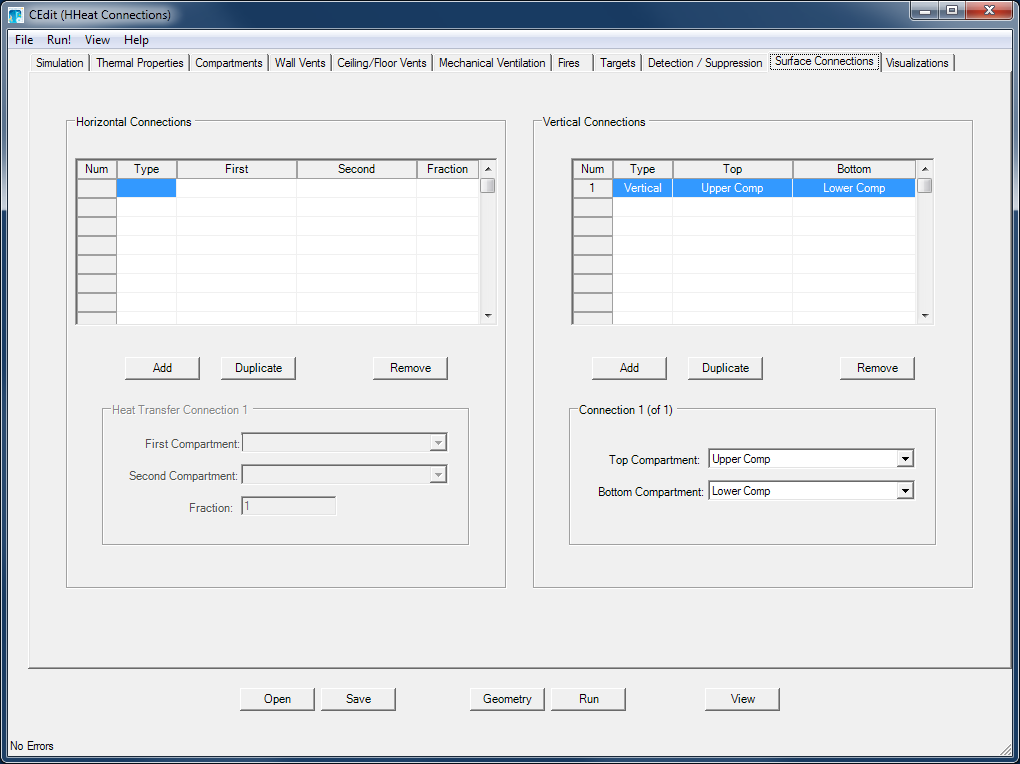 CEdit (HHeat Connections)
File Run! View Help
Simulation Thermal Properties Compartments Wall Vents Ceiling/Floor Vents Mechanical Ventilation Fires Targets Detection / Suppression Surface Connections Visualizations
Horizontal Connections
Num Type First Second Fraction
Add Duplicate Remove
Heat Transfer Connection 1
First Compartment:
Second Compartment:
Fraction: 1
Vertical Connections
Num Type Top Bottom
1 Vertical Upper Comp Lower Comp
Add Duplicate Remove
Connection 1 (of 1)
Top Compartment: Upper Comp
Bottom Compartment: Lower Comp
Open Save Geometry Run View
No Errors